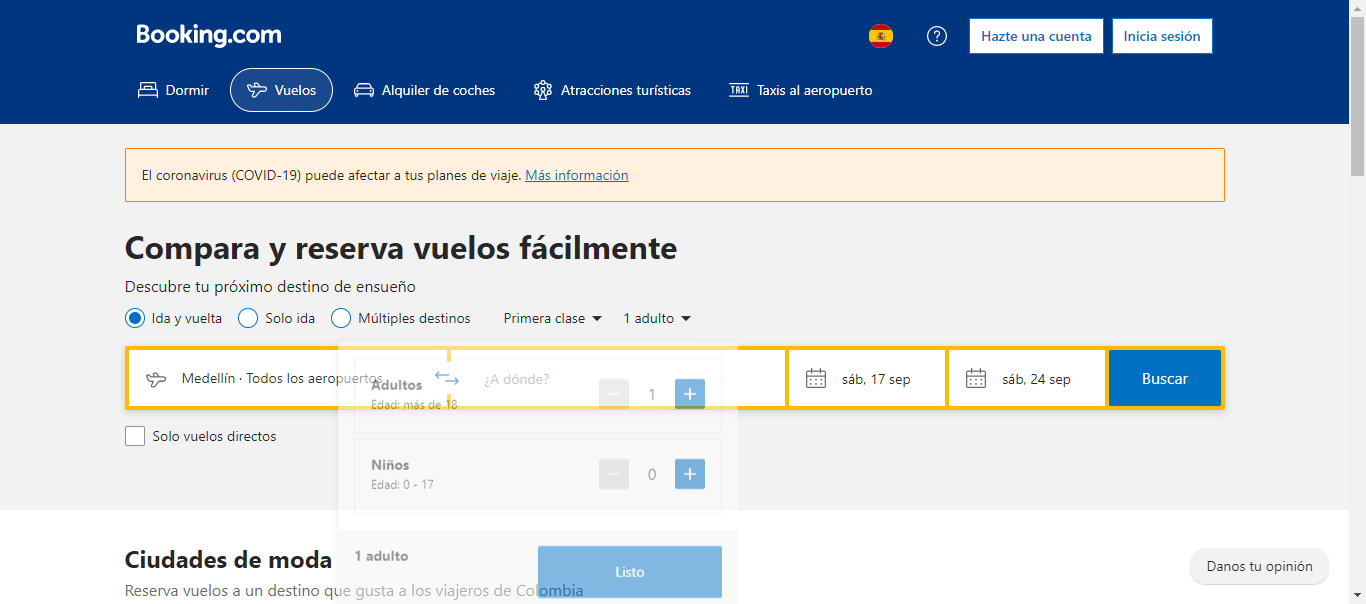 Booking.com
Hazte una cuenta
Inicia sesión
Dormir
Vuelos
Alquiler de coches
TAXI
Atracciones turísticas
Taxis al aeropuerto
El coronavirus (COVID-19) puede afectar a tus planes de viaje. Más información
Compara y reserva vuelos fácilmente
Descubre tu próximo destino de ensueño
Ida y vuelta
Solo ida
Múltiples destinos
Primera clase
1 adulto
Medellín · Todos los aeropuertos
¿A dónde?
sáb, 17 sep
sáb, 24 sep
Buscar
Adultos
Edad: más de 18
1
Solo vuelos directos
Niños
Edad: 0 - 17
0
1 adulto
Listo
Ciudades de moda
Reserva vuelos a un destino que gusta a los viajeros de Colombia
Danos tu opinión